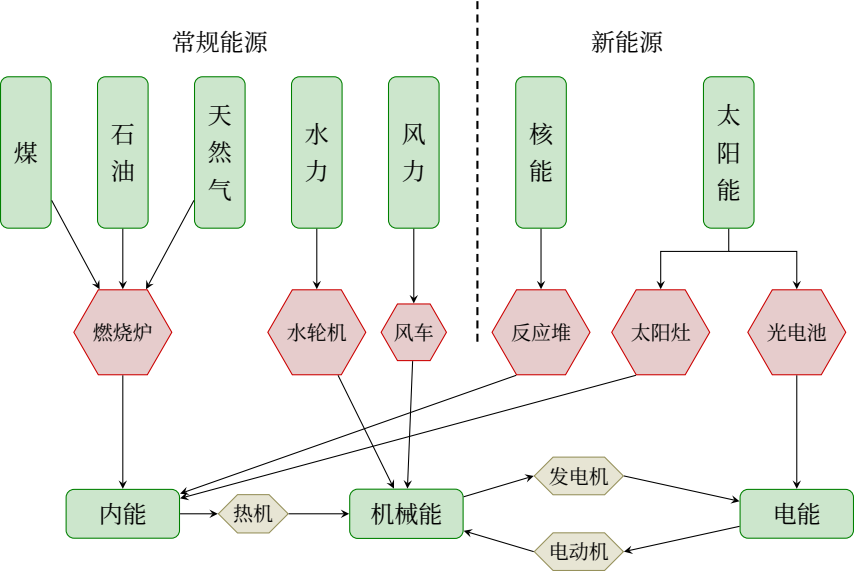 常规能源
新能源
煤
石油
天然气
水力
风力
核能
太阳能
燃烧炉
水轮机
风车
反应堆
太阳灶
光电池
内能
热机
机械能
发电机
电动机
电能